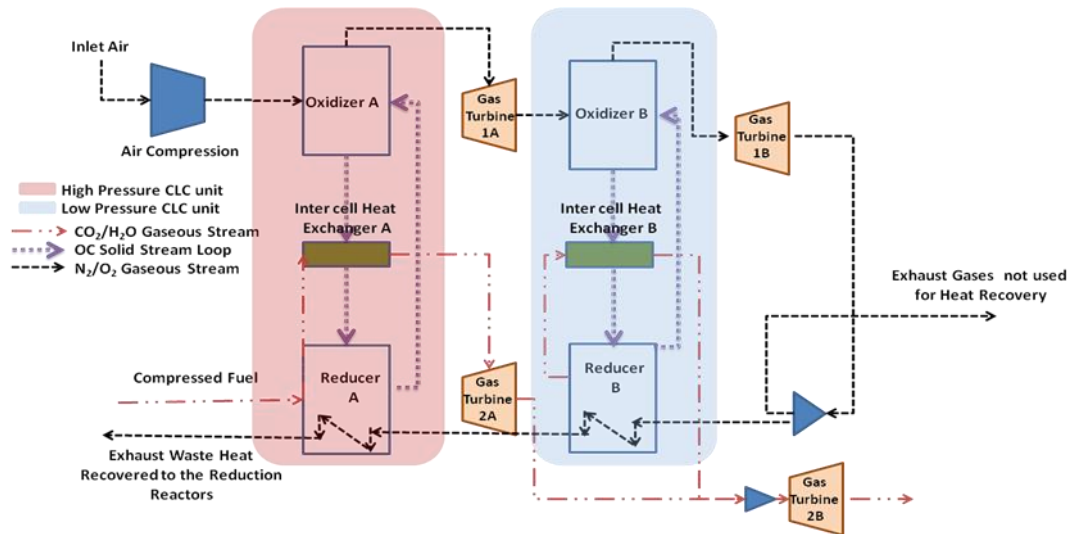 Inlet Air
Air Compression
Oxidizer A
Gas
Turbine
1A
Oxidizer B
Gas
Turbine
1B
High Pressure CLC unit
Low Pressure CLC unit
CO₂/H₂O Gaseous Stream
OC Solid Stream Loop
N₂/O₂ Gaseous Stream
Inter cell Heat
Exchanger A
Inter cell Heat
Exchanger B
Exhaust Gases not used
for Heat Recovery
Compressed Fuel
Reducer
A
Gas
Turbine
2A
Reducer
B
Exhaust Waste Heat
Recovered to the Reduction
Reactors
Gas
Turbine
2B